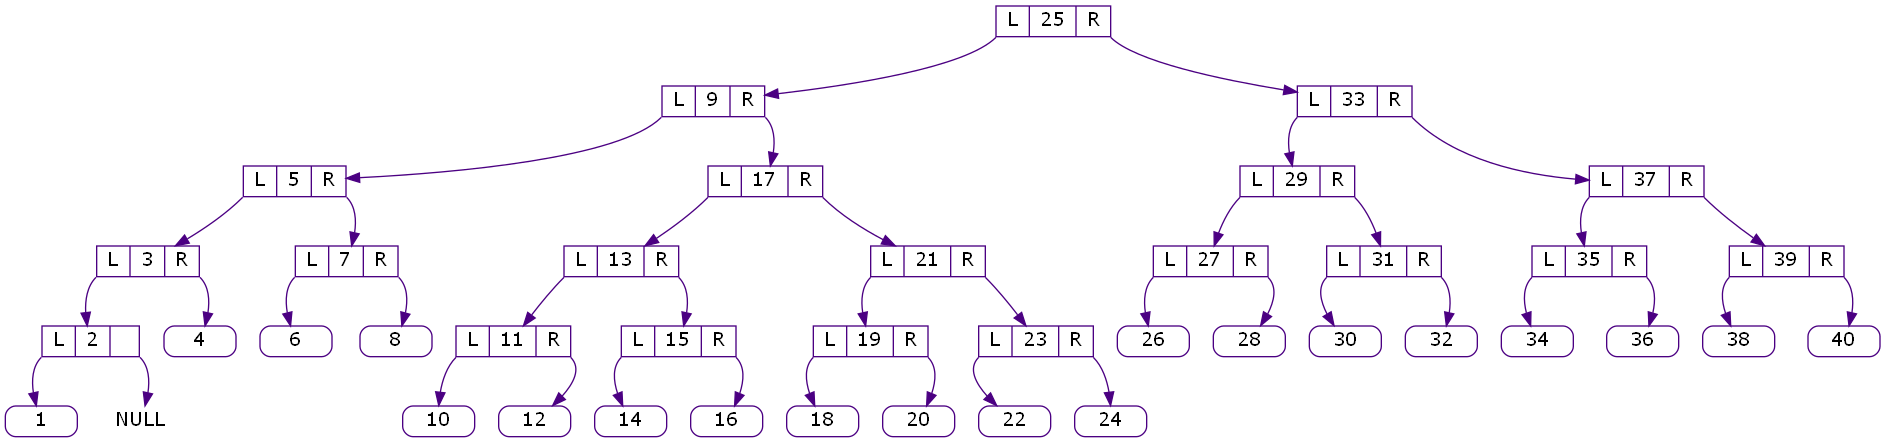 L 25 R
L 9 R L 33 R
L 5 R L 17 R L 29 R L 37 R
L 3 R L 7 R L 13 R L 21 R L 27 R L 31 R L 35 R L 39 R
L 2 4 6 8 L 11 R L 15 R L 19 R L 23 R 26 28 30 32 34 36 38 40
1 NULL 10 12 14 16 18 20 22 24